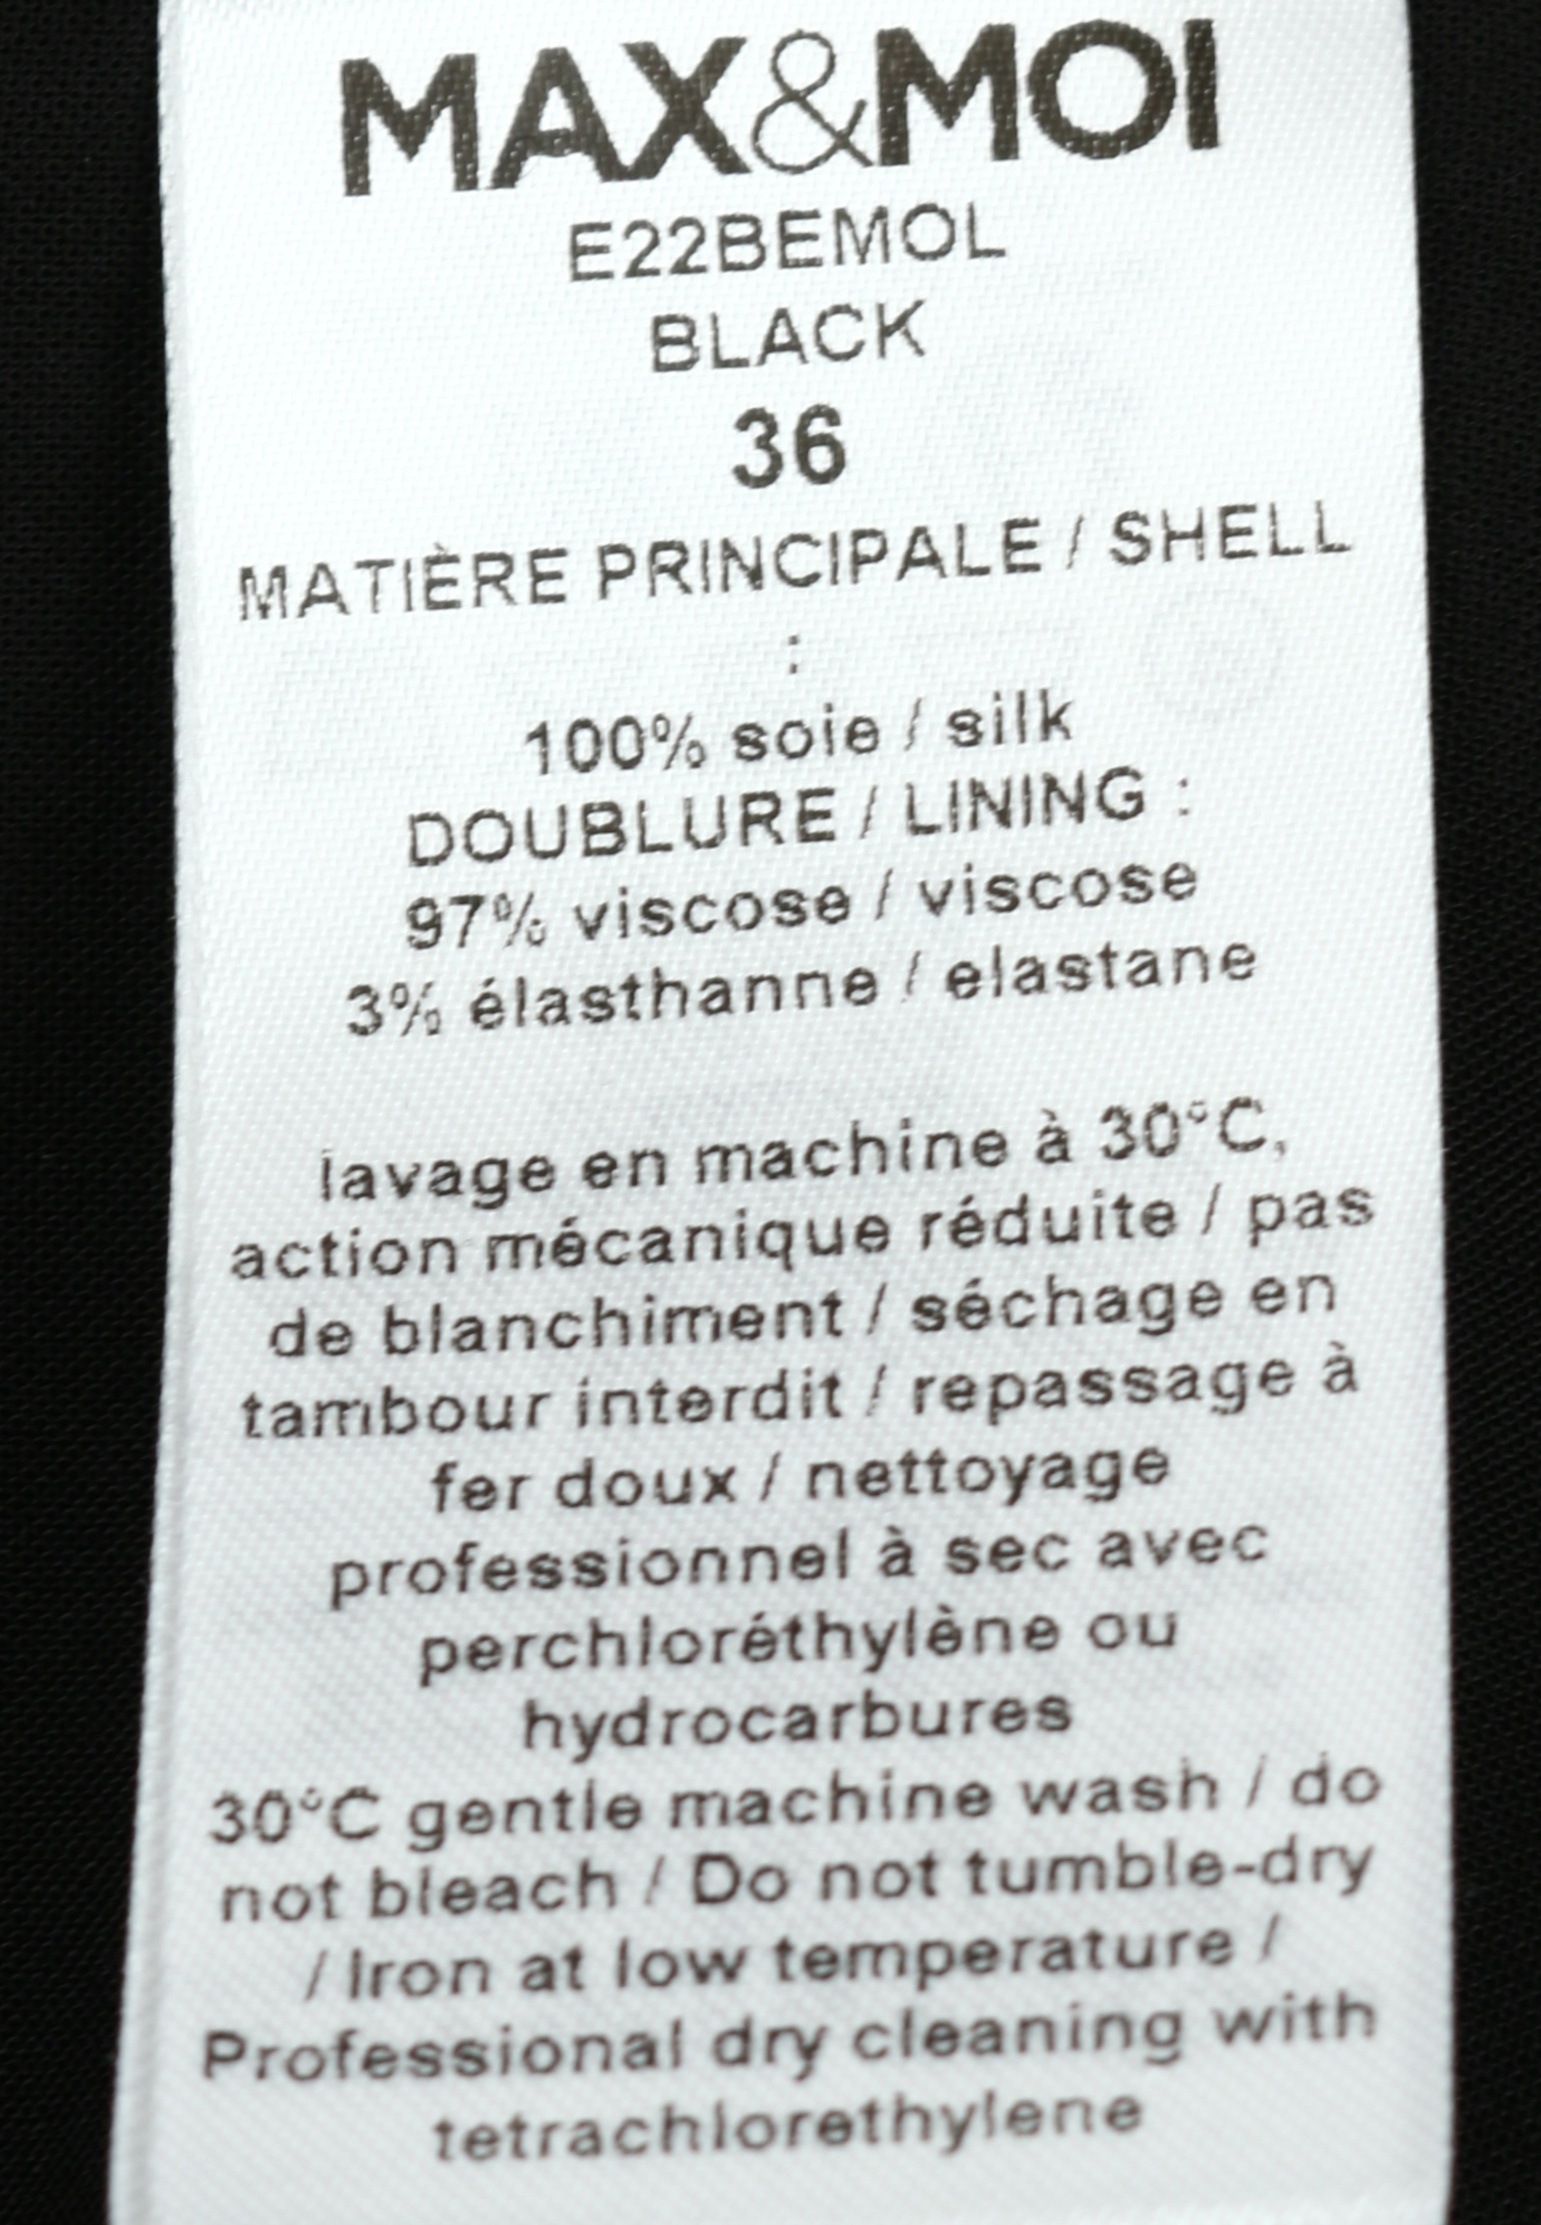 MAX&MOI
E22BEMOL
BLACK
36
MATIÈRE PRINCIPALE / SHELL
:
100% soie / silk
DOUBLURE / LINING :
97% viscose / viscose
3% élasthanne / elastane
lavage en machine à 30°C,
action mécanique réduite / pas
de blanchiment / séchage en
tambour interdit / repassage à
fer doux / nettoyage
professionnel à sec avec
perchloréthylène ou
hydrocarbures
30°C gentle machine wash / do
not bleach / Do not tumble-dry
/ Iron at low temperature /
Professional dry cleaning with
tetrachlorethylene